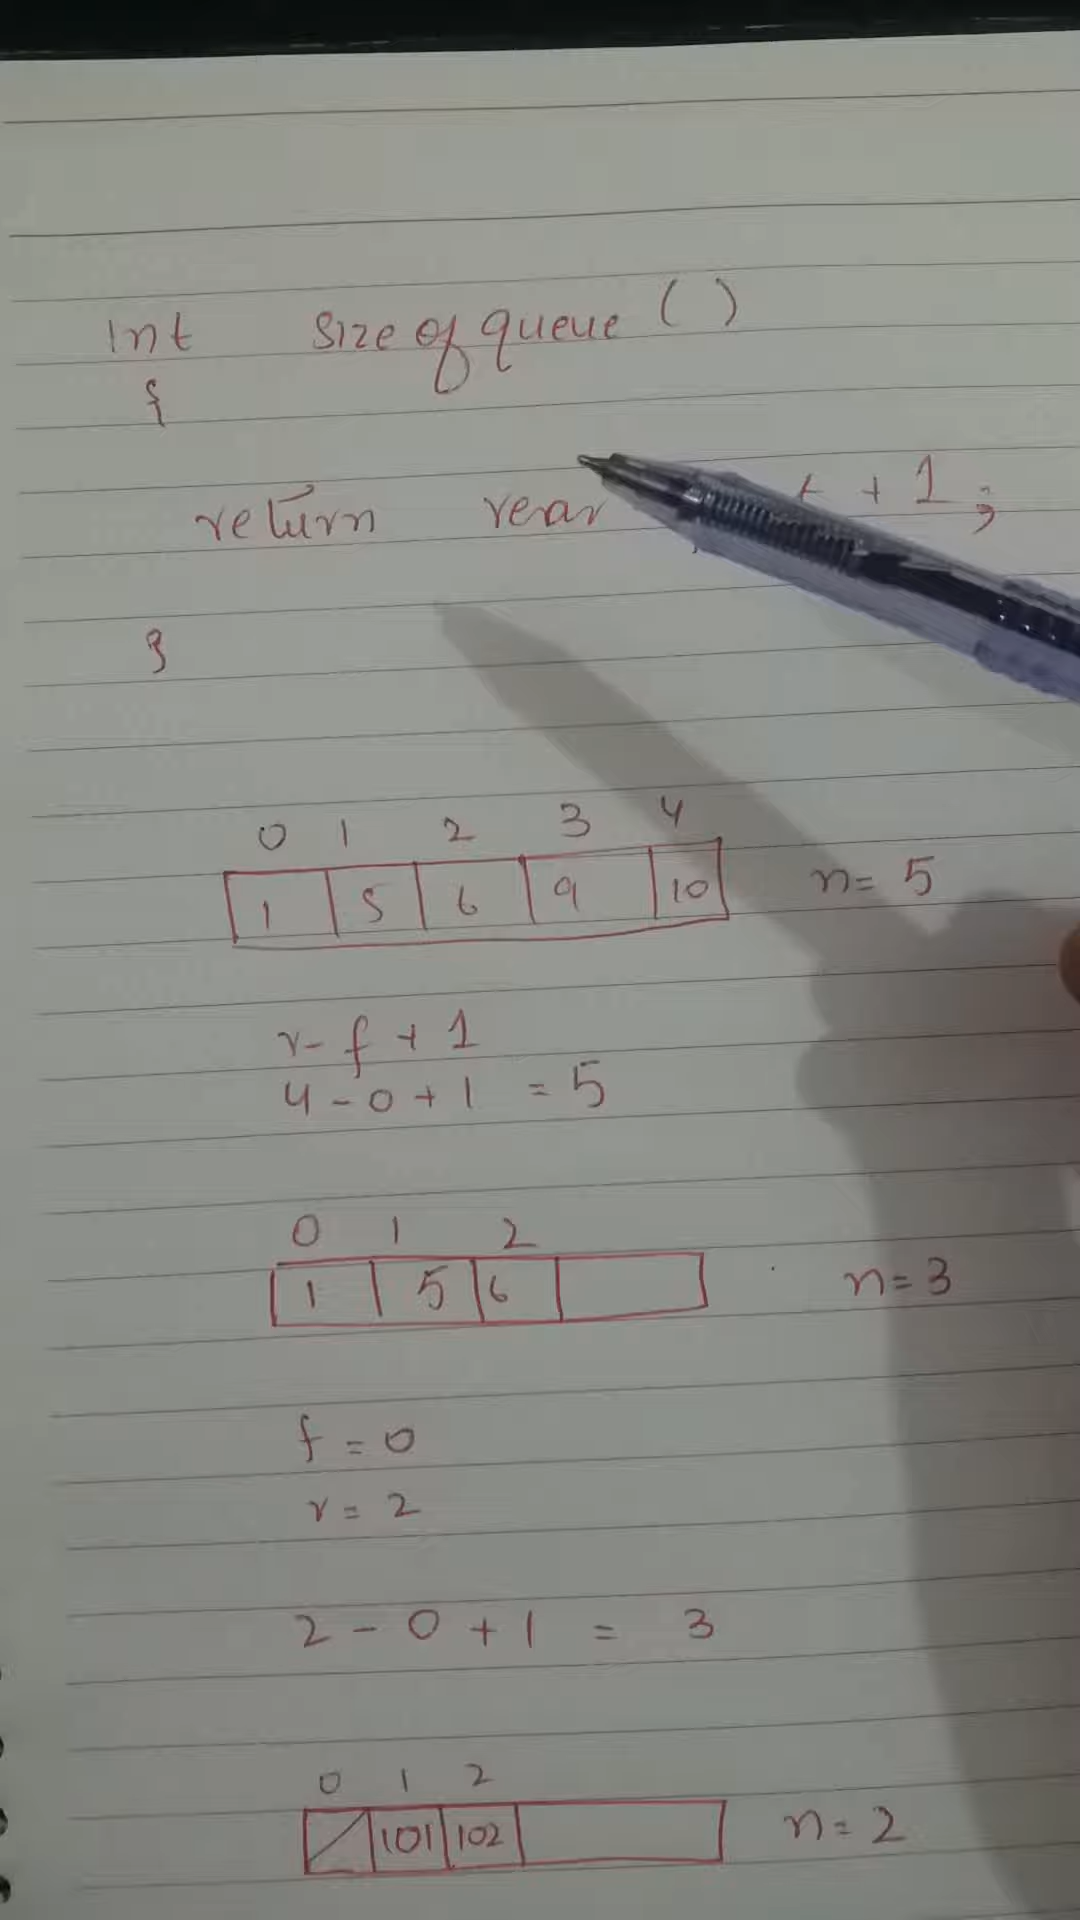 Int size of queue ( )
{
return rear + 1 ;
}
0 1 2 3 4
1 5 6 9 10 n = 5
r - f + 1
4 - 0 + 1 = 5
0 1 2
1 5 6 n = 3
f = 0
r = 2
2 - 0 + 1 = 3
0 1 2
101 102 n = 2